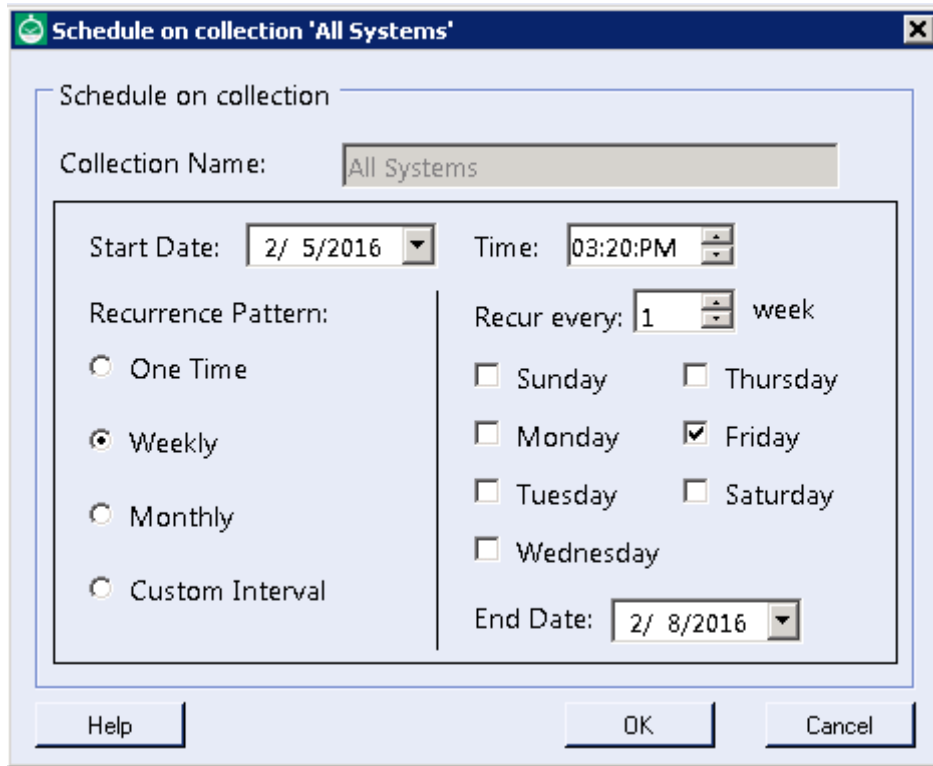 Schedule on collection 'All Systems'
Schedule on collection
Collection Name: All Systems
Start Date: 2/ 5/2016 Time: 03:20:PM
Recurrence Pattern: Recur every: 1 week
One Time Sunday Thursday
Weekly Monday Friday
Tuesday Saturday
Monthly
Wednesday
Custom Interval
End Date: 2/ 8/2016
Help OK Cancel